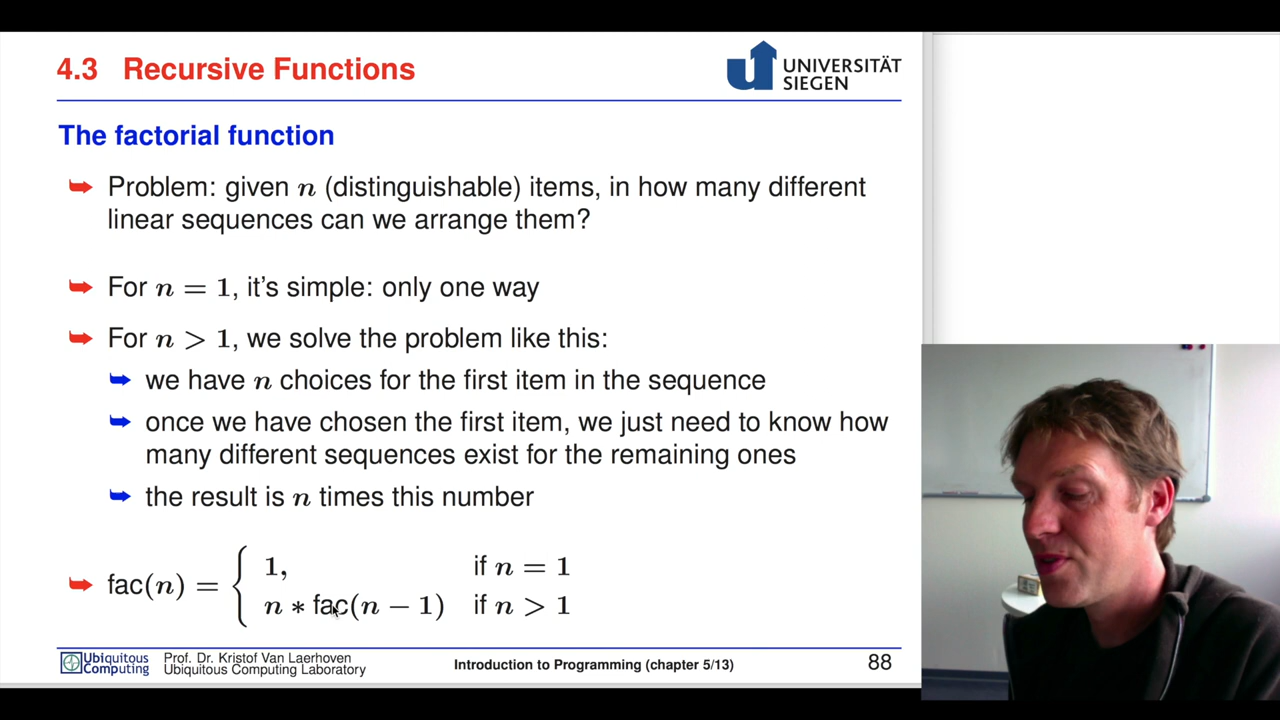 4.3 Recursive Functions
UNIVERSITÄT
SIEGEN
The factorial function
Problem: given n (distinguishable) items, in how many different
linear sequences can we arrange them?
For n = 1, it's simple: only one way
For n > 1, we solve the problem like this:
we have n choices for the first item in the sequence
once we have chosen the first item, we just need to know how
many different sequences exist for the remaining ones
the result is n times this number
fac(n) = { 1, if n = 1
n ∗ fac(n − 1) if n > 1
Ubiquitous
Computing
Prof. Dr. Kristof Van Laerhoven
Ubiquitous Computing Laboratory
Introduction to Programming (chapter 5/13)
88